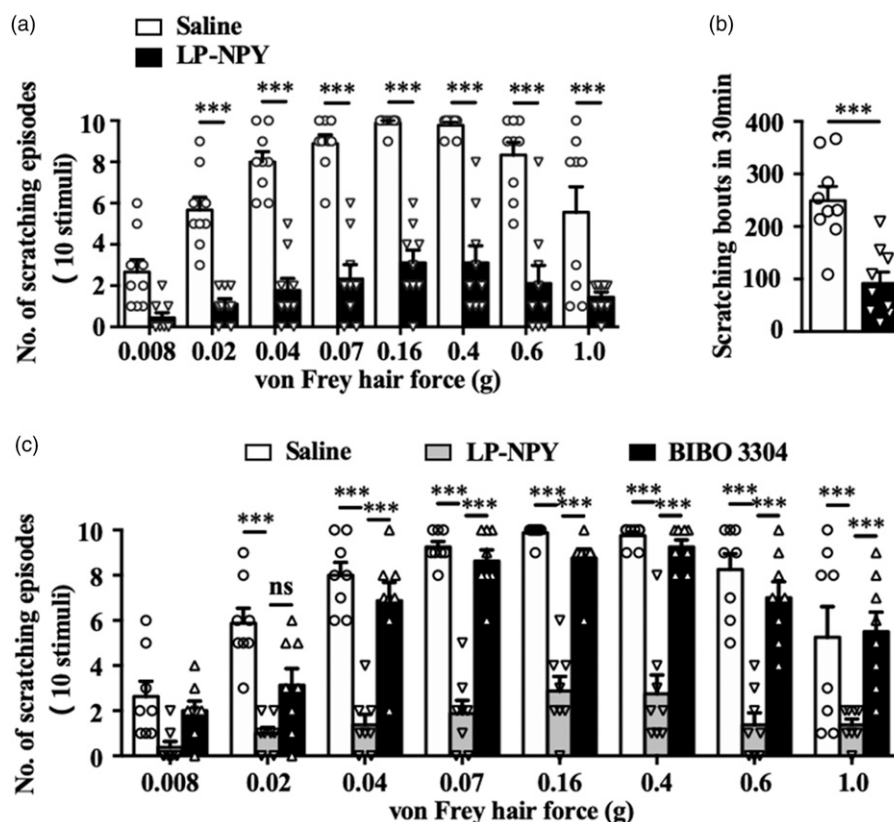 (a)
Saline
LP-NPY
*** *** *** *** *** *** ***
No. of scratching episodes
( 10 stimuli)
10
8
6
4
2
0
0.008 0.02 0.04 0.07 0.16 0.4 0.6 1.0
von Frey hair force (g)
(b)
***
Scratching bouts in 30min
400
300
200
100
0
(c)
Saline LP-NPY BIBO 3304
*** *** *** *** *** *** ***
ns *** *** *** *** *** ***
No. of scratching episodes
( 10 stimuli)
10
8
6
4
2
0
0.008 0.02 0.04 0.07 0.16 0.4 0.6 1.0
von Frey hair force (g)